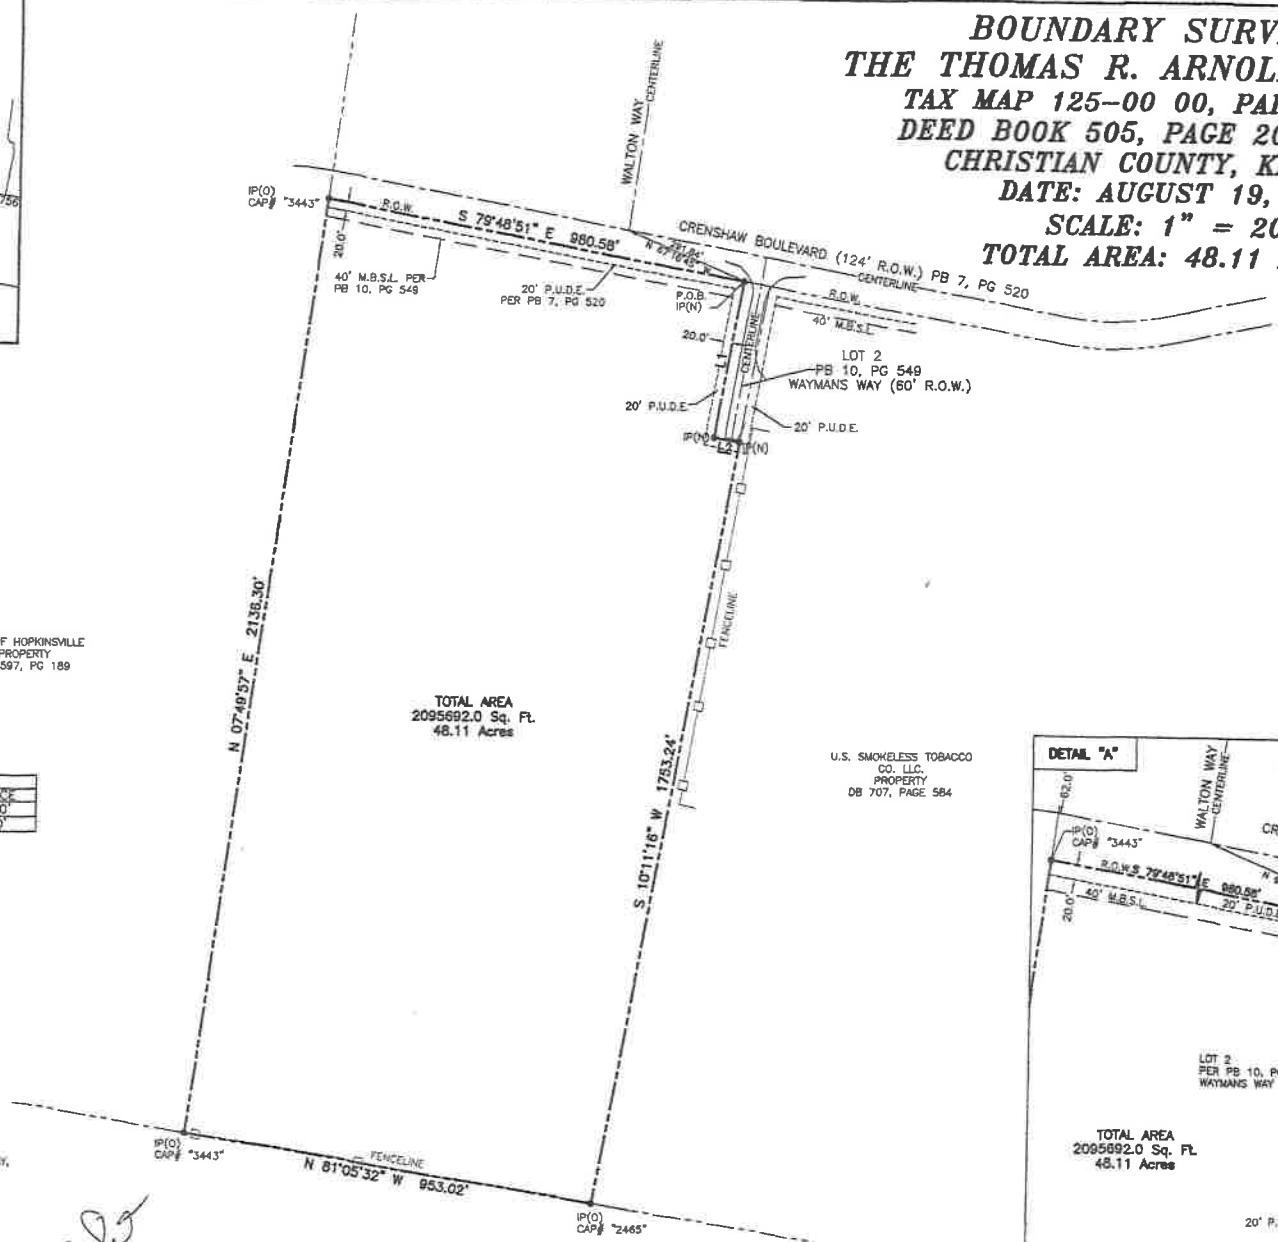 BOUNDARY SURV
THE THOMAS R. ARNOL
TAX MAP 125-00 00, PA
DEED BOOK 505, PAGE 20
CHRISTIAN COUNTY, K
DATE: AUGUST 19,
SCALE: 1" = 20
TOTAL AREA: 48.11
756
WALTON WAY
CENTERLINE
IP(O)
CAP# "3443"
R.O.W.
S 79°48'51" E 980.58'
20.0'
40' M.B.S.L. PER
PB 10, PG 549
20' P.U.D.E.
PER PB 7, PG 520
CRENSHAW BOULEVARD (124' R.O.W.) PB 7, PG 520
CENTERLINE
R.O.W.
P.O.B.
IP(N)
40' M.B.S.L.
20.0'
L1
CENTERLINE
LOT 2
PB 10, PG 549
WAYMANS WAY (60' R.O.W.)
20' P.U.D.E.
20' P.U.D.E.
IP(N)
L2
IP(N)
FENCELINE
N 07°49'57" E 2138.30'
F HOPKINSVILLE
PROPERTY
597, PG 189
TOTAL AREA
2095692.0 Sq. Ft.
48.11 Acres
S 10°11'16" W 1753.24'
U.S. SMOKELESS TOBACCO
CO. LLC.
PROPERTY
DB 707, PAGE 584
DETAIL "A"
WALTON WAY
CENTERLINE
62.0'
CR
IP(O)
CAP# "3443"
R.O.W.
S 79°48'51" E 980.58'
40' M.B.S.L.
20' P.U.D.E
20.0'
LOT 2
PER PB 10, P
WAYMANS WAY
TOTAL AREA
2095692.0 Sq. Ft.
48.11 Acres
20' P.
IP(O)
CAP# "3443"
FENCELINE
N 81°05'32" W 953.02'
IP(O)
CAP# "2465"